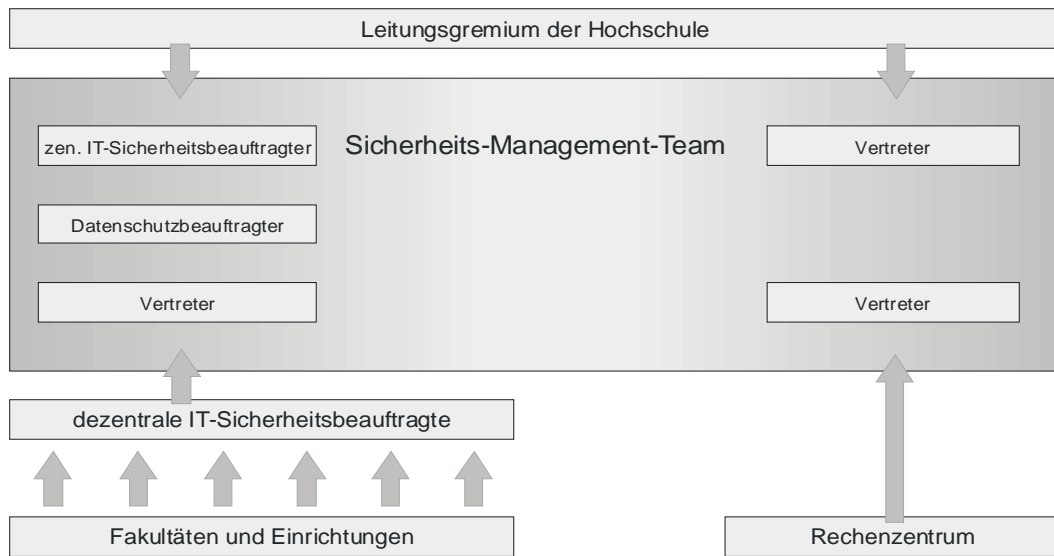 Leitungsgremium der Hochschule
zen. IT-Sicherheitsbeauftragter
Sicherheits-Management-Team
Vertreter
Datenschutzbeauftragter
Vertreter
Vertreter
dezentrale IT-Sicherheitsbeauftragte
Fakultäten und Einrichtungen
Rechenzentrum